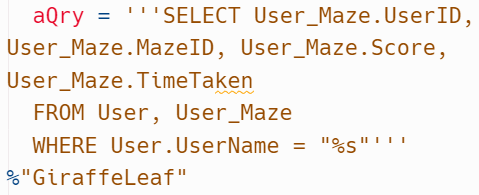 aQry = '''SELECT User_Maze.UserID,
User_Maze.MazeID, User_Maze.Score,
User_Maze.TimeTaken
FROM User, User_Maze
WHERE User.UserName = "%s"'''
%"GiraffeLeaf"